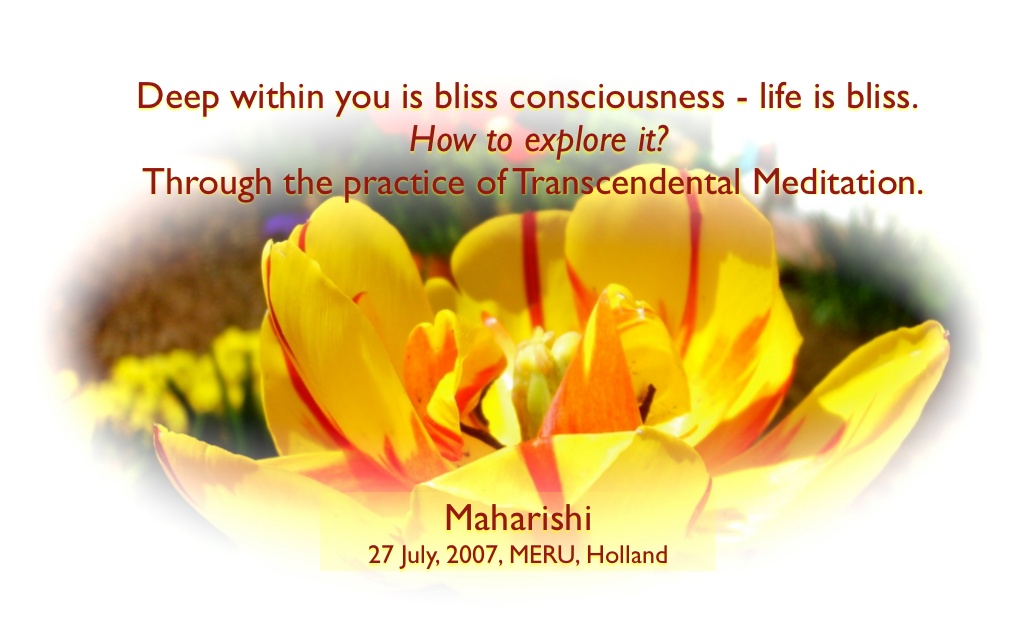 Deep within you is bliss consciousness - life is bliss.
How to explore it?
Through the practice of Transcendental Meditation.
Maharishi
27 July, 2007, MERU, Holland